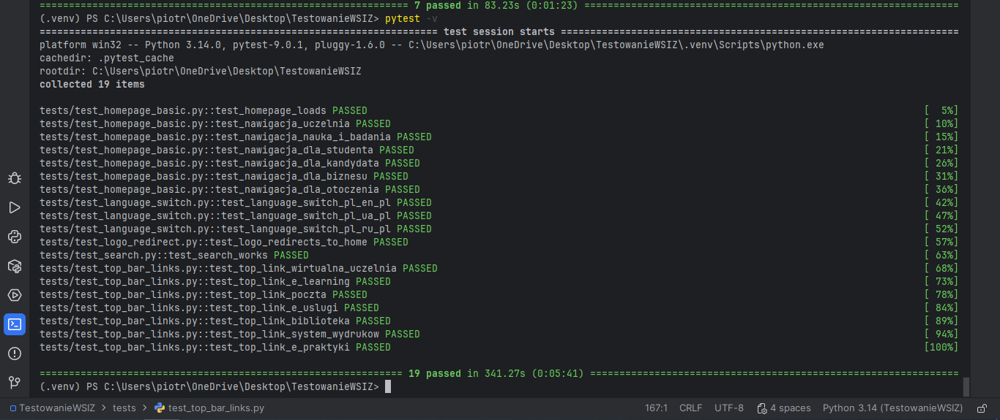 ============================================================== 7 passed in 83.23s (0:01:23) ================================================================
(.venv) PS C:\Users\piotr\OneDrive\Desktop\TestowanieWSIZ> pytest -v
==================================================================== test session starts ====================================================================
platform win32 -- Python 3.14.0, pytest-9.0.1, pluggy-1.6.0 -- C:\Users\piotr\OneDrive\Desktop\TestowanieWSIZ\.venv\Scripts\python.exe
cachedir: .pytest_cache
rootdir: C:\Users\piotr\OneDrive\Desktop\TestowanieWSIZ
collected 19 items
tests/test_homepage_basic.py::test_homepage_loads PASSED [  5%]
tests/test_homepage_basic.py::test_nawigacja_uczelnia PASSED [ 10%]
tests/test_homepage_basic.py::test_nawigacja_nauka_i_badania PASSED [ 15%]
tests/test_homepage_basic.py::test_nawigacja_dla_studenta PASSED [ 21%]
tests/test_homepage_basic.py::test_nawigacja_dla_kandydata PASSED [ 26%]
tests/test_homepage_basic.py::test_nawigacja_dla_biznesu PASSED [ 31%]
tests/test_homepage_basic.py::test_nawigacja_dla_otoczenia PASSED [ 36%]
tests/test_language_switch.py::test_language_switch_pl_en_pl PASSED [ 42%]
tests/test_language_switch.py::test_language_switch_pl_ua_pl PASSED [ 47%]
tests/test_language_switch.py::test_language_switch_pl_ru_pl PASSED [ 52%]
tests/test_logo_redirect.py::test_logo_redirects_to_home PASSED [ 57%]
tests/test_search.py::test_search_works PASSED [ 63%]
tests/test_top_bar_links.py::test_top_link_wirtualna_uczelnia PASSED [ 68%]
tests/test_top_bar_links.py::test_top_link_e_learning PASSED [ 73%]
tests/test_top_bar_links.py::test_top_link_poczta PASSED [ 78%]
tests/test_top_bar_links.py::test_top_link_e_uslugi PASSED [ 84%]
tests/test_top_bar_links.py::test_top_link_biblioteka PASSED [ 89%]
tests/test_top_bar_links.py::test_top_link_system_wydrukow PASSED [ 94%]
tests/test_top_bar_links.py::test_top_link_e_praktyki PASSED [100%]
============================================================== 19 passed in 341.27s (0:05:41) ===============================================================
(.venv) PS C:\Users\piotr\OneDrive\Desktop\TestowanieWSIZ>
TestowanieWSIZ > tests > test_top_bar_links.py 167:1 CRLF UTF-8 4 spaces Python 3.14 (TestowanieWSIZ)